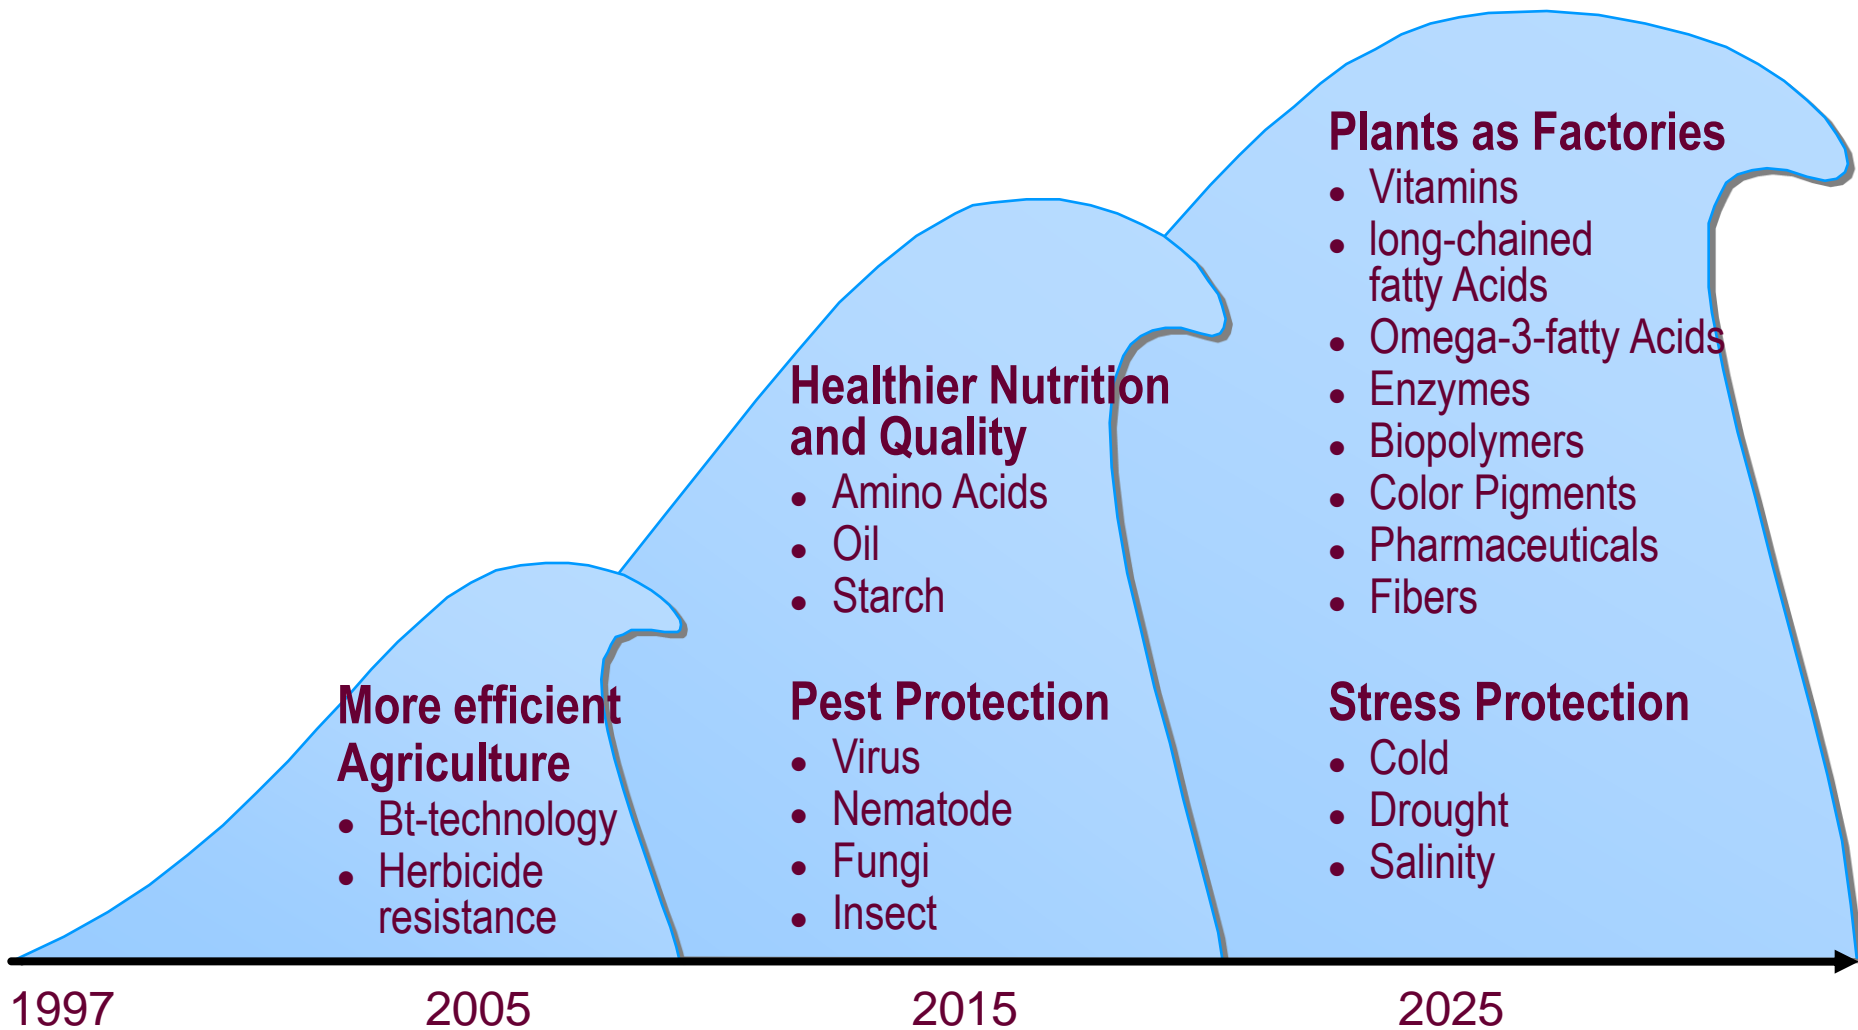 Plants as Factories
• Vitamins
• long-chained
fatty Acids
• Omega-3-fatty Acids
• Enzymes
• Biopolymers
• Color Pigments
• Pharmaceuticals
• Fibers
Stress Protection
• Cold
• Drought
• Salinity
Healthier Nutrition
and Quality
• Amino Acids
• Oil
• Starch
Pest Protection
• Virus
• Nematode
• Fungi
• Insect
More efficient
Agriculture
• Bt-technology
• Herbicide
resistance
1997
2005
2015
2025